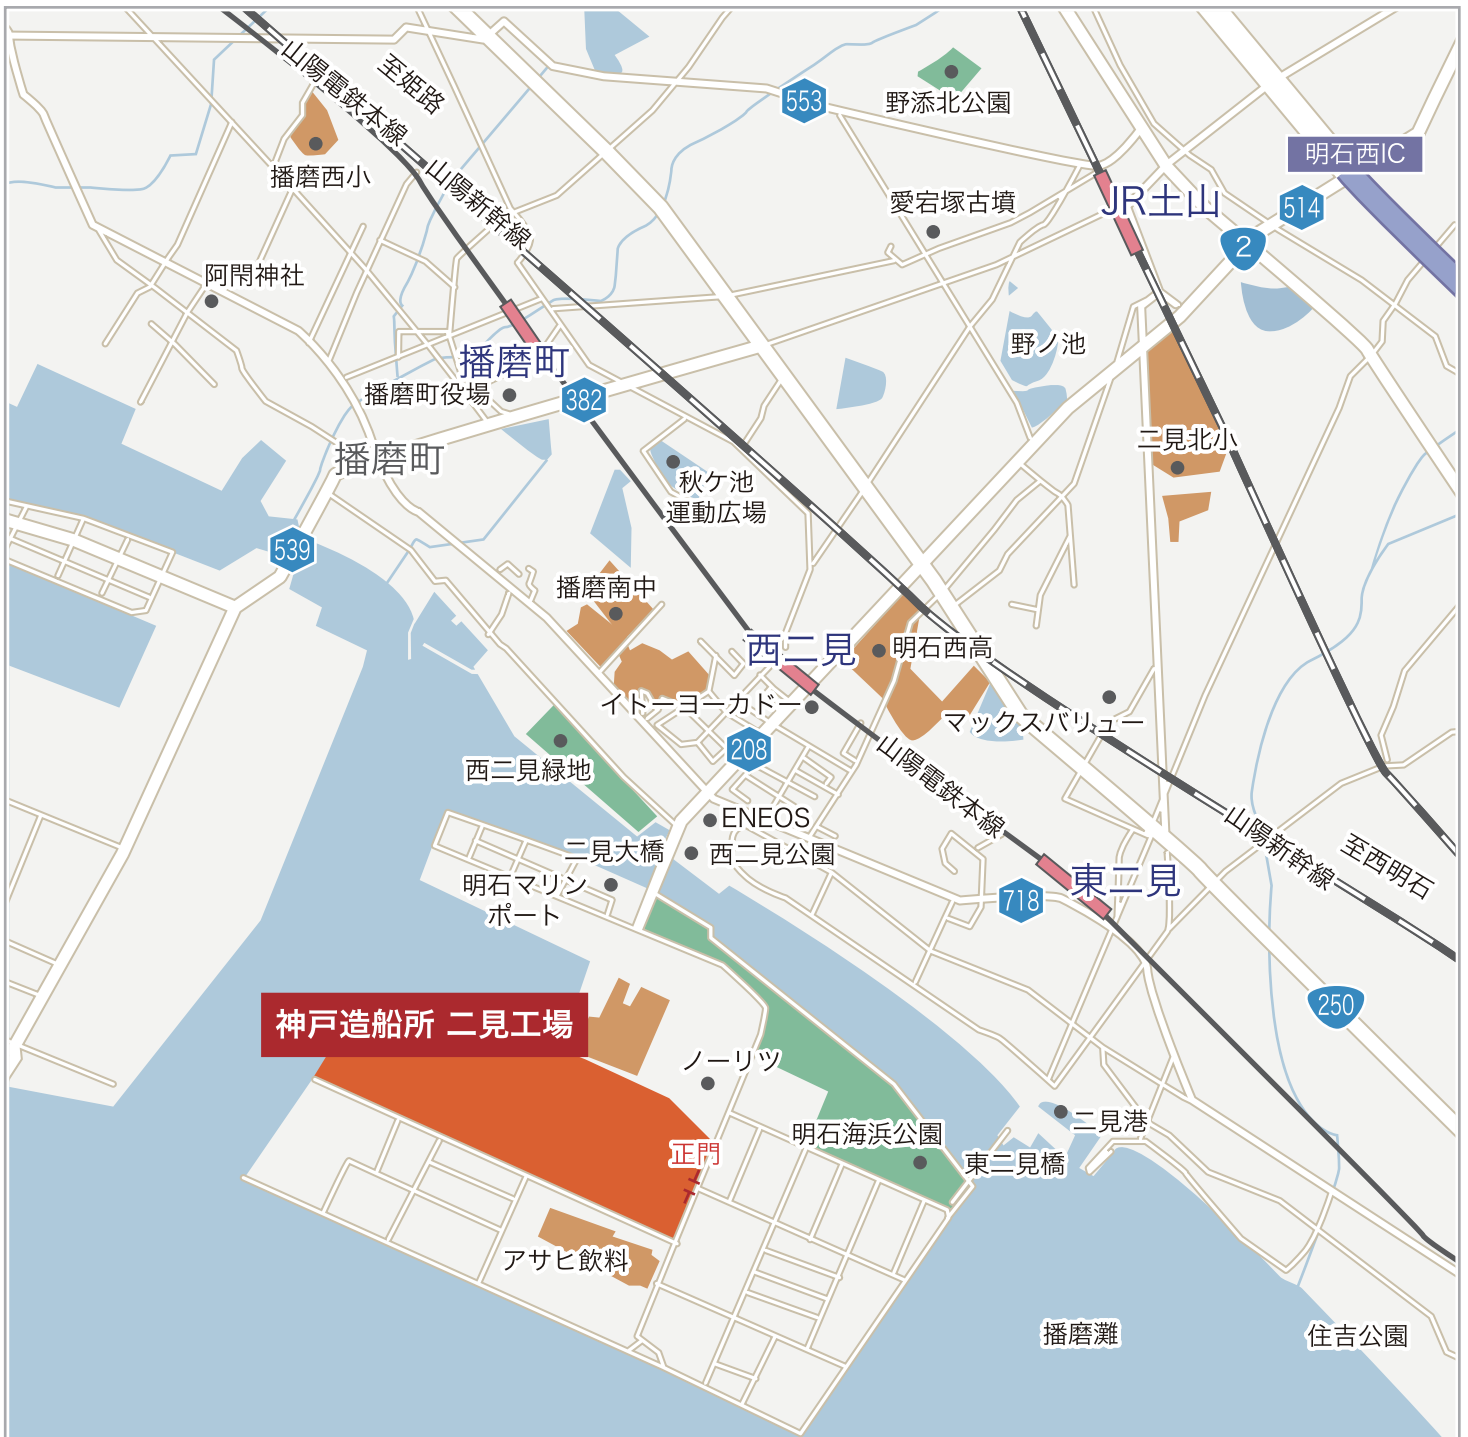 山陽電鉄本線
至姫路
553
野添北公園
明石西IC
播磨西小
山陽新幹線
愛宕塚古墳
JR土山
514
2
阿閇神社
野ノ池
播磨町
播磨町役場
382
二見北小
播磨町
秋ケ池
運動広場
539
播磨南中
西二見
明石西高
イトーヨーカドー
マックスバリュー
208
西二見緑地
山陽電鉄本線
ENEOS
山陽新幹線
至西明石
二見大橋
西二見公園
明石マリン
ポート
東二見
718
250
神戸造船所 二見工場
ノーリツ
二見港
明石海浜公園
正門
東二見橋
アサヒ飲料
播磨灘
住吉公園